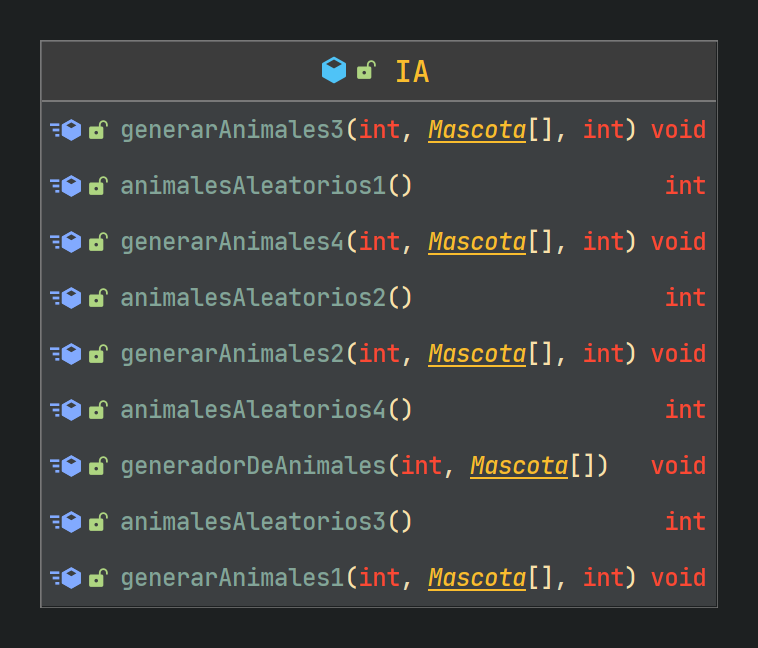 IA
generarAnimales3(int, Mascota[], int) void
animalesAleatorios1() int
generarAnimales4(int, Mascota[], int) void
animalesAleatorios2() int
generarAnimales2(int, Mascota[], int) void
animalesAleatorios4() int
generadorDeAnimales(int, Mascota[]) void
animalesAleatorios3() int
generarAnimales1(int, Mascota[], int) void